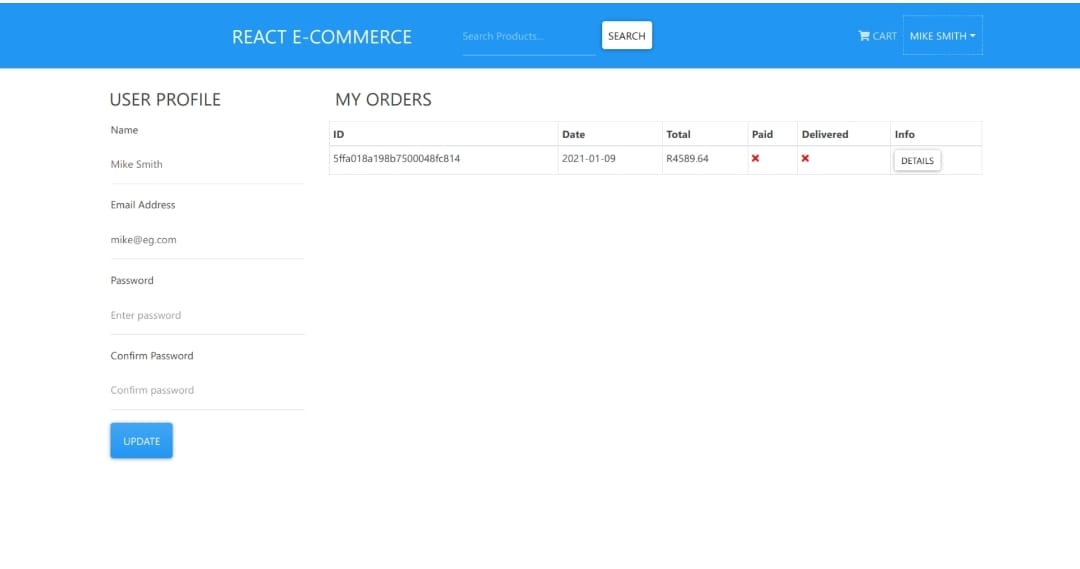 REACT E-COMMERCE Search Products... SEARCH CART MIKE SMITH
USER PROFILE
Name
Mike Smith
Email Address
mike@eg.com
Password
Enter password
Confirm Password
Confirm password
UPDATE
MY ORDERS
ID Date Total Paid Delivered Info
5ffa018a198b7500048fc814 2021-01-09 R4589.64 DETAILS